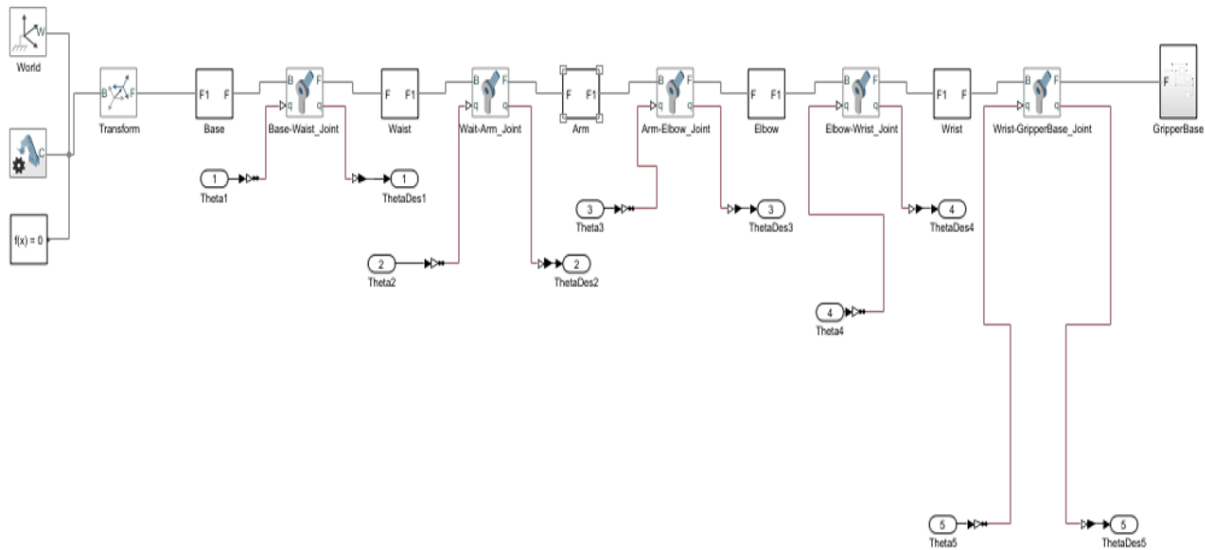 W
World
C
f(x) = 0
B F
Transform
F1 F
Base
B F
q q
Base-Waist_Joint
F F1
Waist
B F
q q
Wait-Arm_Joint
F F1
Arm
B F
q q
Arm-Elbow_Joint
F F1
Elbow
B F
q q
Elbow-Wrist_Joint
F F1
Wrist
B F
q q
Wrist-GripperBase_Joint
F
GripperBase
1
Theta1
1
ThetaDes1
2
Theta2
2
ThetaDes2
3
Theta3
3
ThetaDes3
4
Theta4
4
ThetaDes4
5
Theta5
5
ThetaDes5